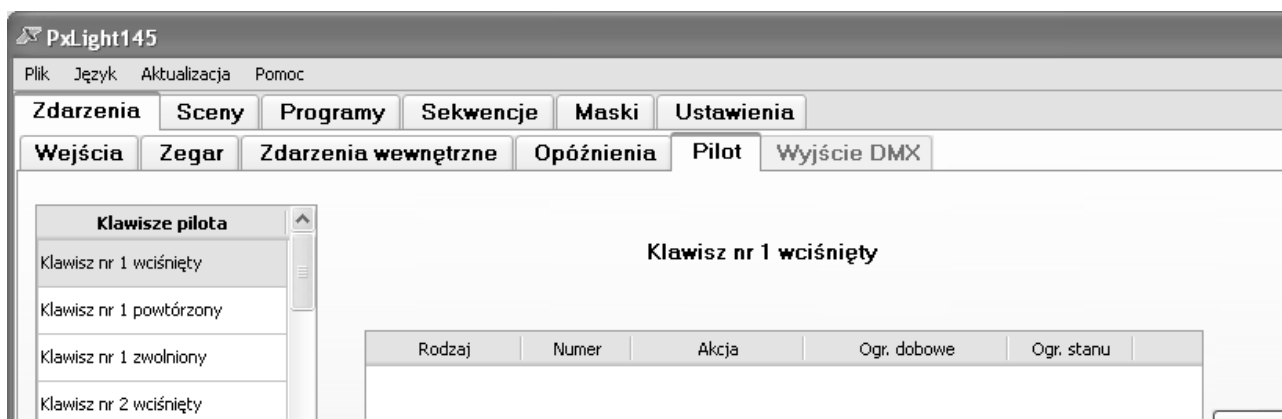 PxLight145
Plik Język Aktualizacja Pomoc
Zdarzenia Sceny Programy Sekwencje Maski Ustawienia
Wejścia Zegar Zdarzenia wewnętrzne Opóźnienia Pilot Wyjście DMX
Klawisze pilota
Klawisz nr 1 wciśnięty
Klawisz nr 1 wciśnięty
Klawisz nr 1 powtórzony
Klawisz nr 1 zwolniony
Rodzaj Numer Akcja Ogr. dobowe Ogr. stanu
Klawisz nr 2 wciśnięty